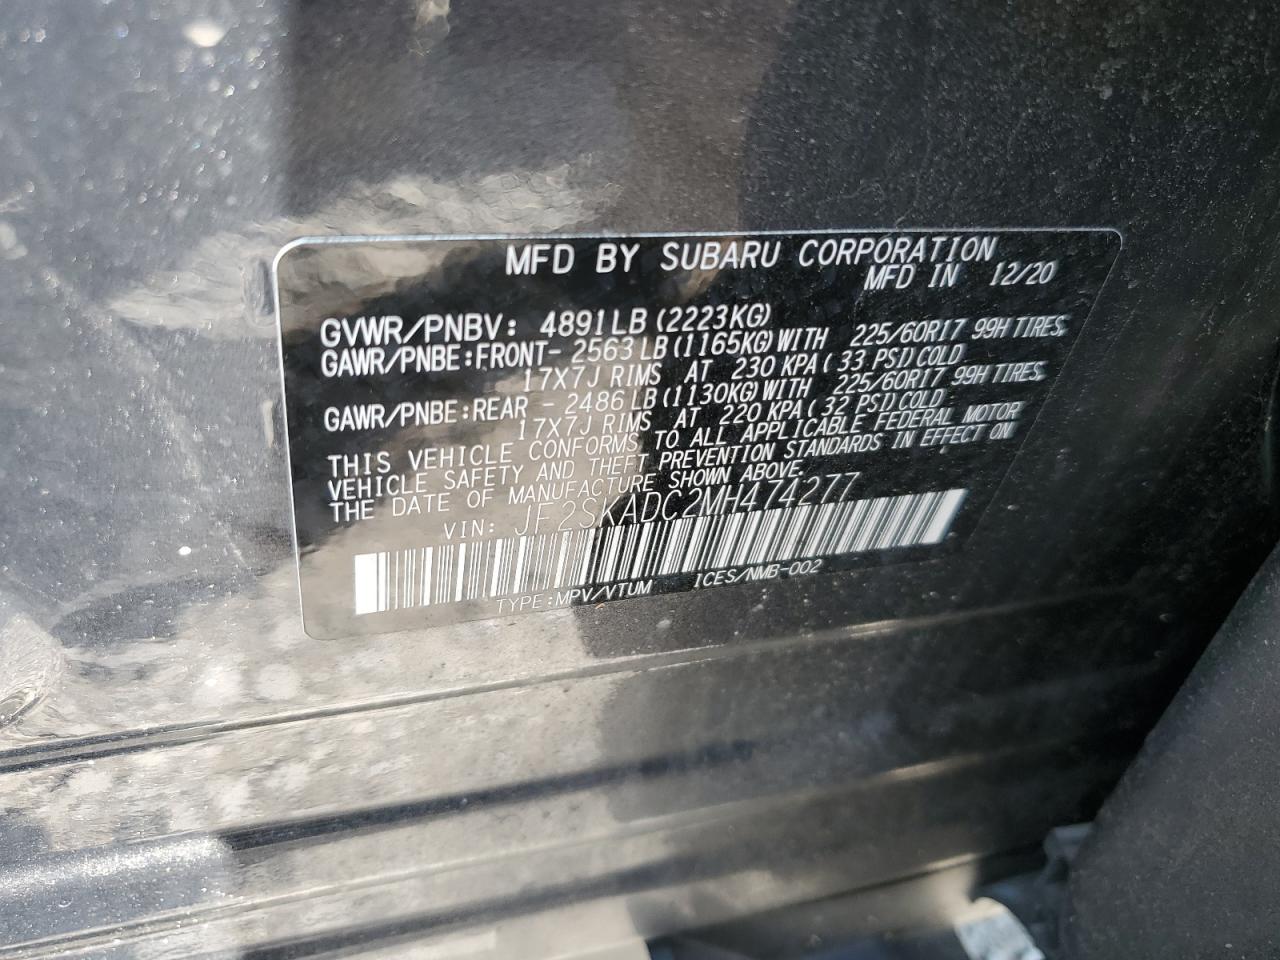 MFD BY SUBARU CORPORATION
MFD IN 12/20
GVWR/PNBV: 4891LB (2223KG)
GAWR/PNBE:FRONT- 2563 LB (1165KG) WITH 225/60R17 99H TIRES,
17X7J RIMS AT 230 KPA ( 33 PSI) COLD
GAWR/PNBE:REAR - 2486 LB (1130KG) WITH 225/60R17 99H TIRES,
17X7J RIMS AT 220 KPA ( 32 PSI) COLD.
THIS VEHICLE CONFORMS TO ALL APPLICABLE FEDERAL MOTOR
VEHICLE SAFETY AND THEFT PREVENTION STANDARDS IN EFFECT ON
THE DATE OF MANUFACTURE SHOWN ABOVE.
VIN: JF2SKADC2MH474277
TYPE:MPV/VTUM ICES/NMB-002